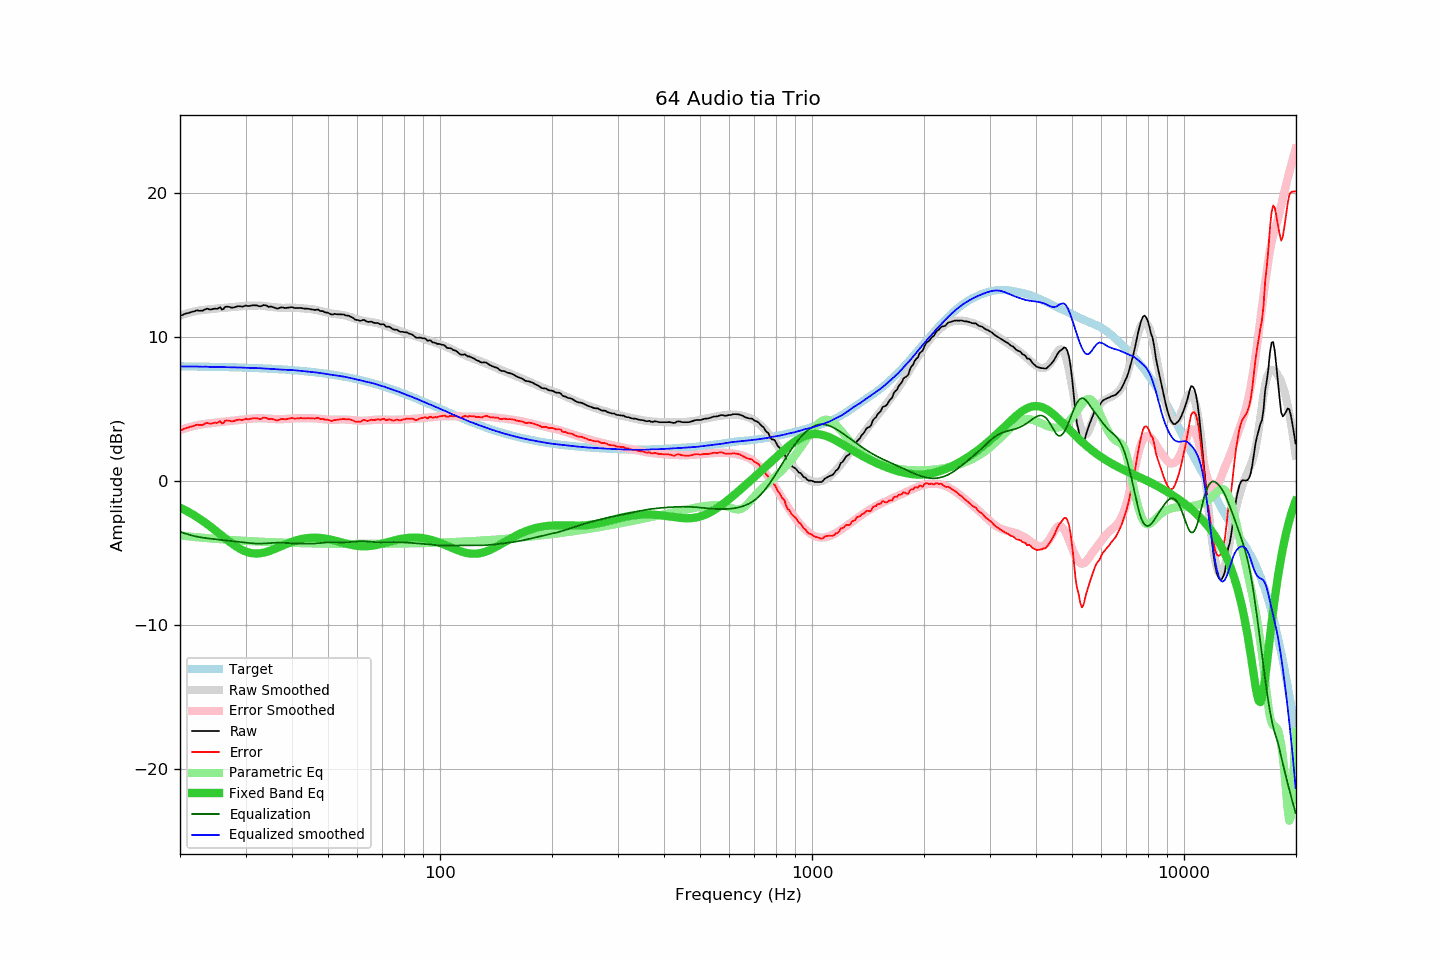 64 Audio tia Trio
Amplitude (dBr)
20
10
0
−10
−20
Target
Raw Smoothed
Error Smoothed
Raw
Error
Parametric Eq
Fixed Band Eq
Equalization
Equalized smoothed
100
1000
10000
Frequency (Hz)